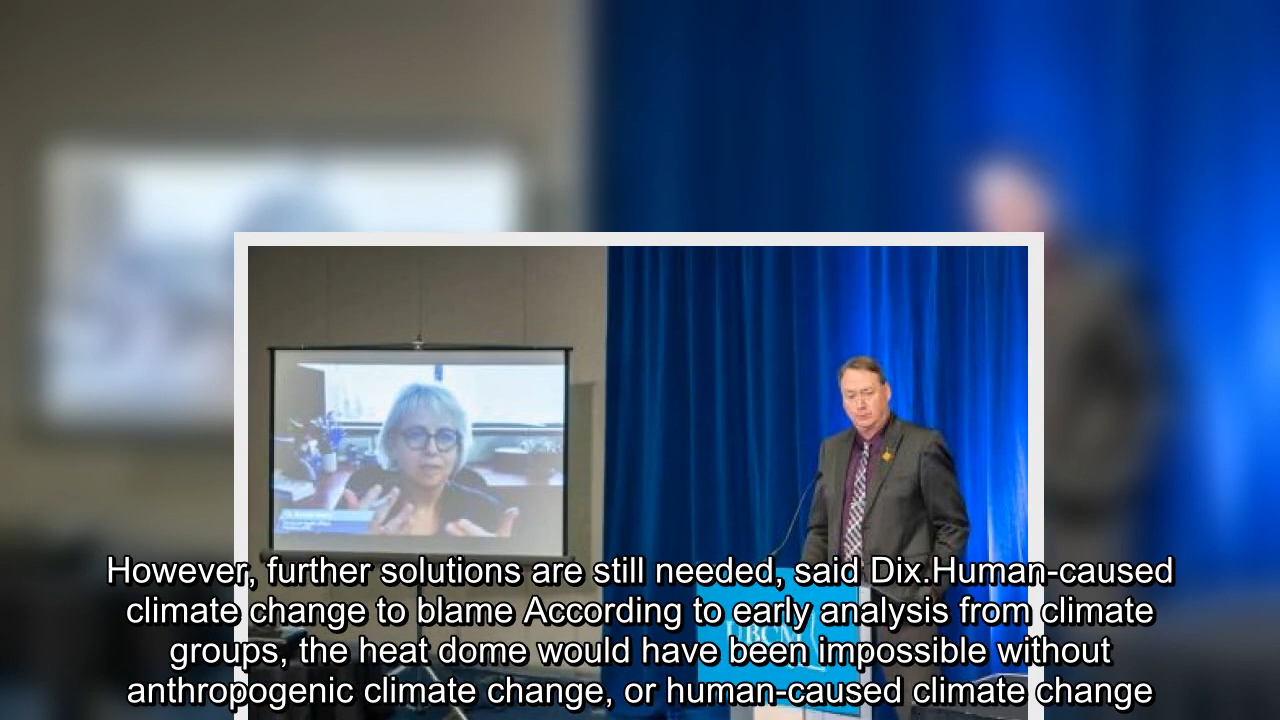 However, further solutions are still needed, said Dix.Human-caused
climate change to blame According to early analysis from climate
groups, the heat dome would have been impossible without
anthropogenic climate change, or human-caused climate change
UBCM